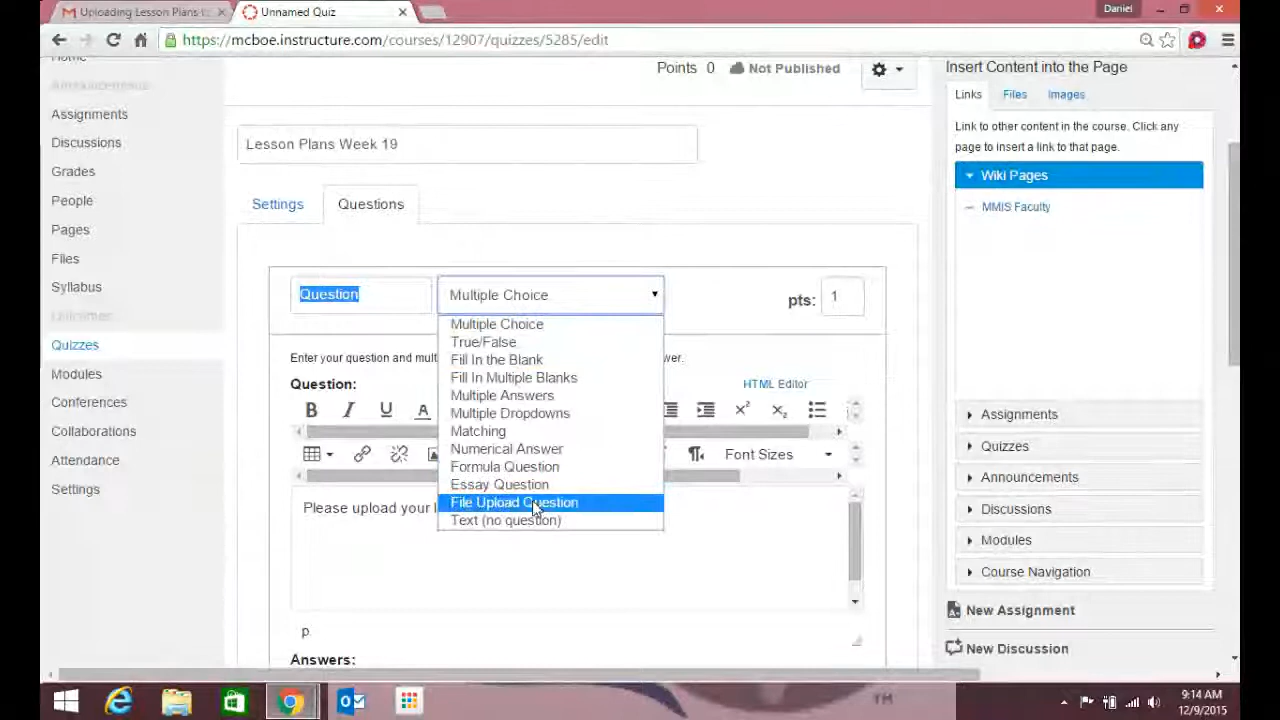 Uploading Lesson Plans t
Unnamed Quiz
Daniel
https://mcboe.instructure.com/courses/12907/quizzes/5285/edit
Home
Announcements
Assignments
Discussions
Grades
People
Pages
Files
Syllabus
Outcomes
Quizzes
Modules
Conferences
Collaborations
Attendance
Settings
Points 0
Not Published
Lesson Plans Week 19
Settings
Questions
Question
Multiple Choice
pts: 1
Multiple Choice
True/False
Fill In the Blank
Fill In Multiple Blanks
Multiple Answers
Multiple Dropdowns
Matching
Numerical Answer
Formula Question
Essay Question
File Upload Question
Text (no question)
Enter your question and mult
wer.
Question:
HTML Editor
B I U A
Font Sizes
Please upload your l
p
Answers:
Insert Content into the Page
Links
Files
Images
Link to other content in the course. Click any
page to insert a link to that page.
Wiki Pages
MMIS Faculty
Assignments
Quizzes
Announcements
Discussions
Modules
Course Navigation
New Assignment
New Discussion
TM
9:14 AM
12/9/2015